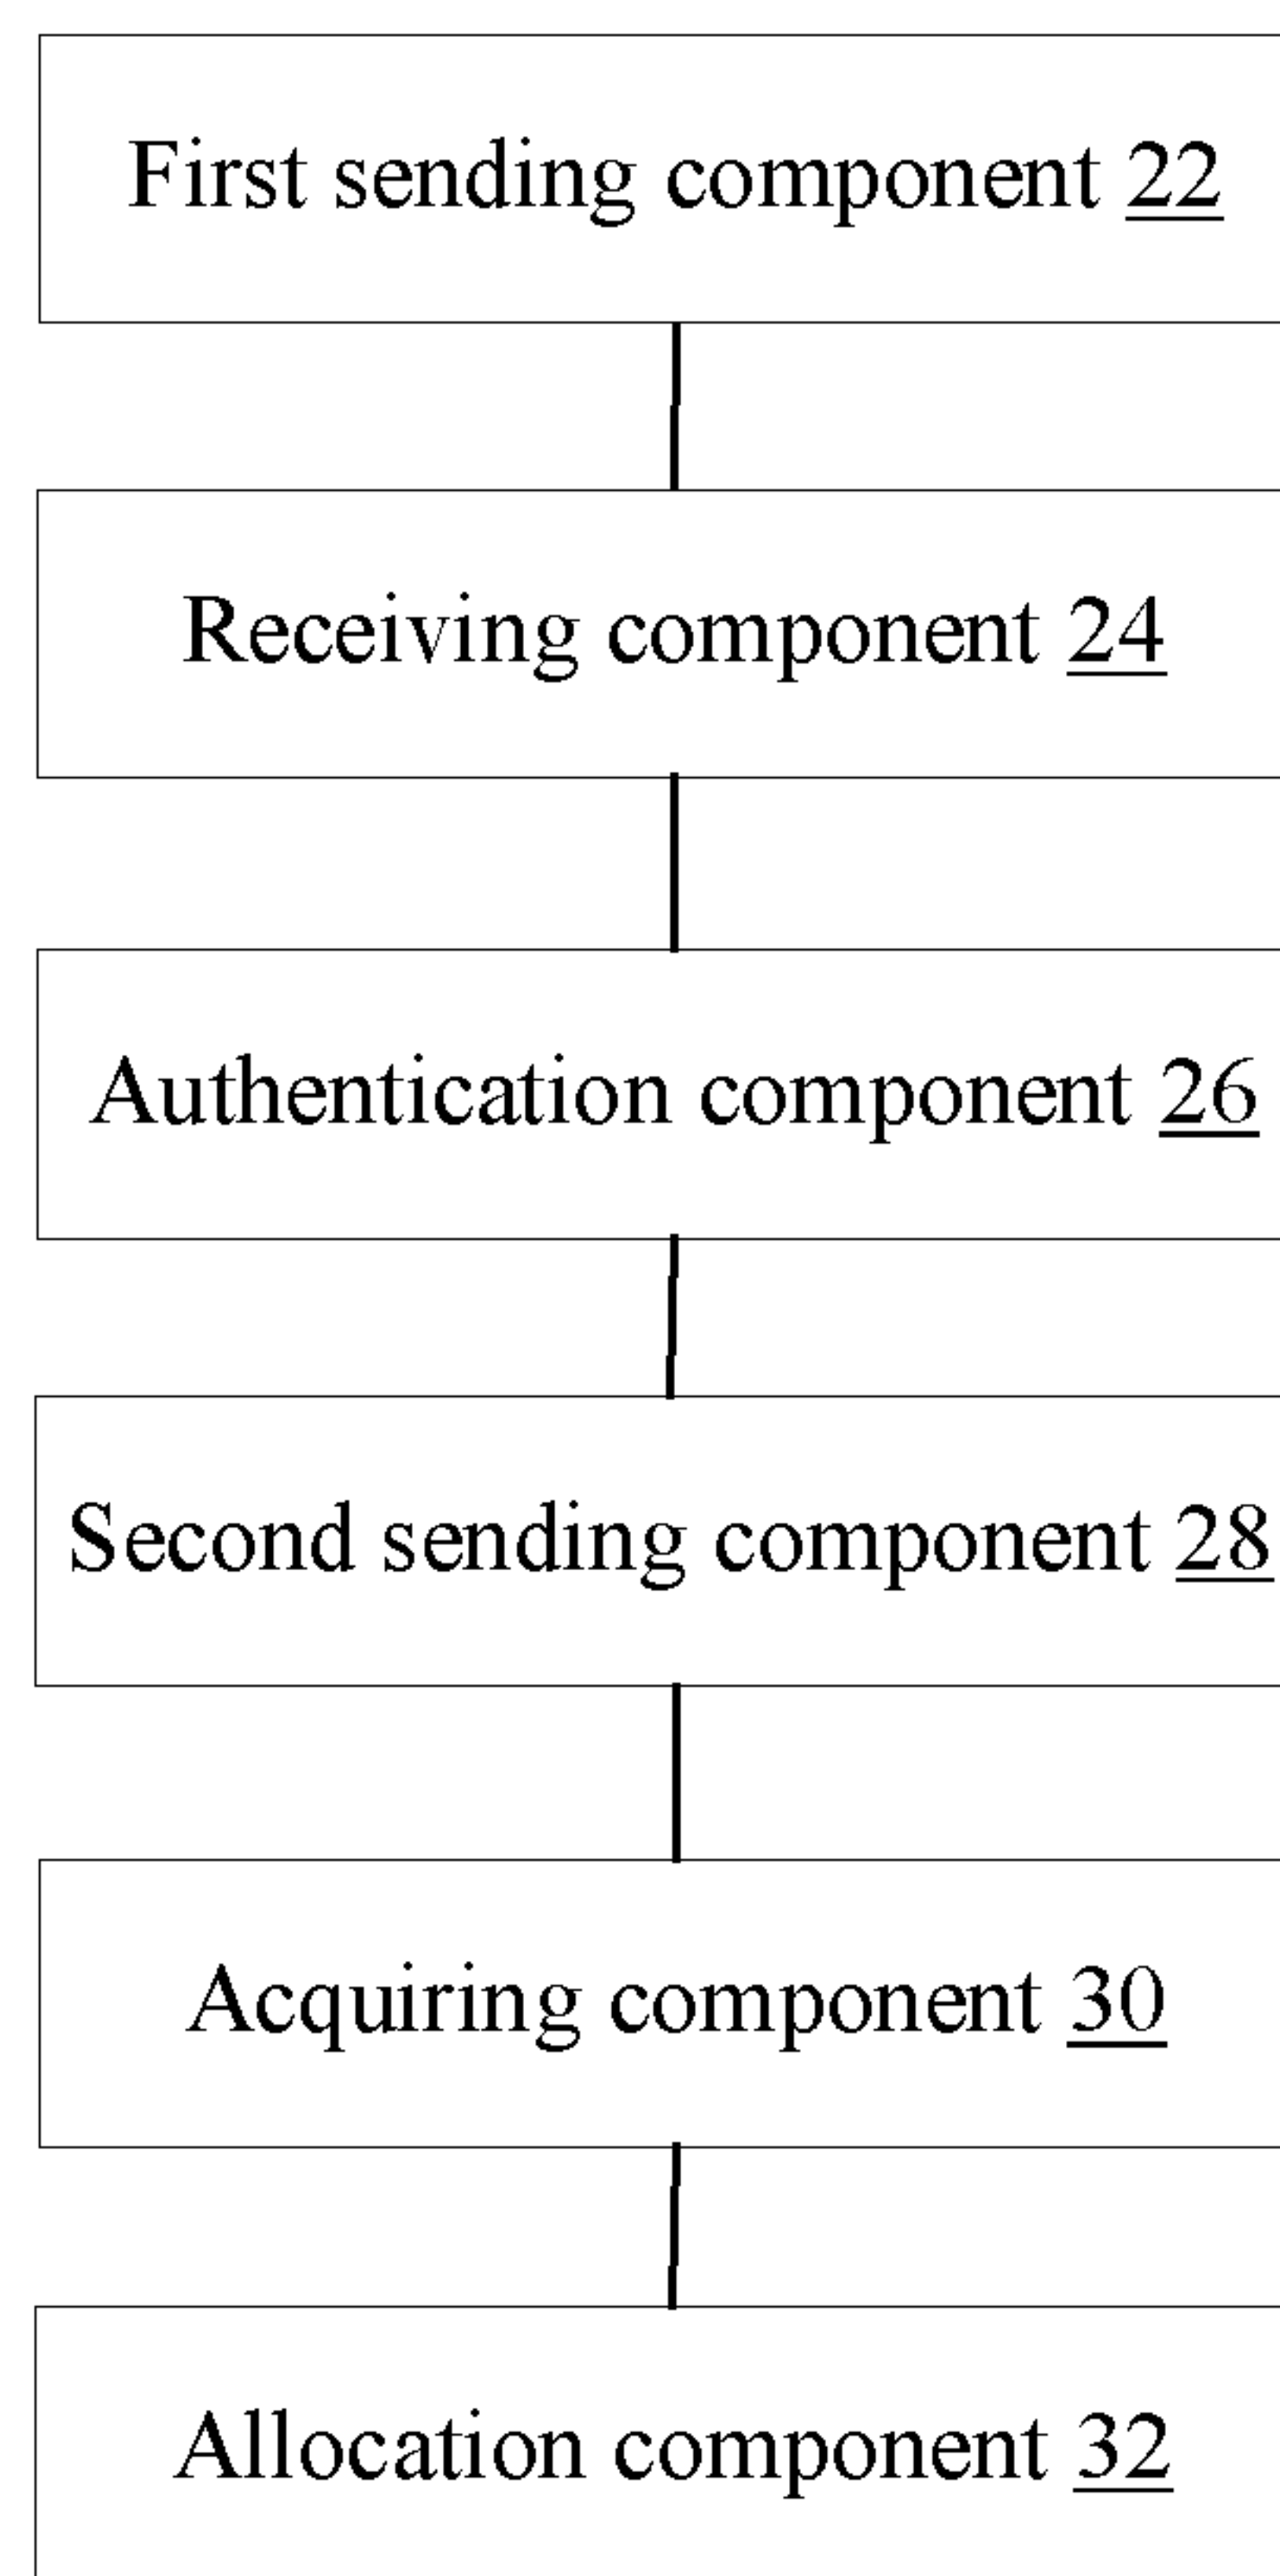 First sending component 22
Receiving component 24
Authentication component 26
Second sending component 28
Acquiring component 30
Allocation component 32